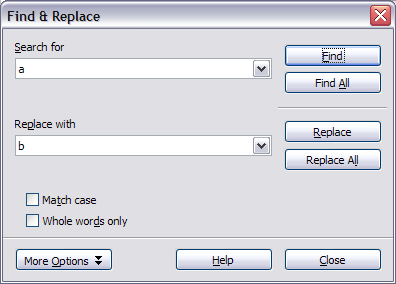 Find & Replace
Search for
a
Find
Find All
Replace with
b
Replace
Replace All
Match case
Whole words only
More Options
Help
Close